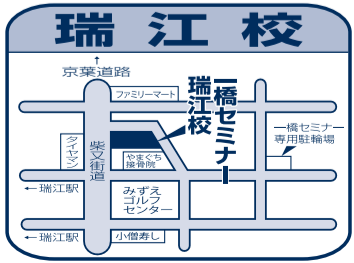 瑞江校
↑
京葉道路
ファミリーマート
一橋セミナー
瑞江校
一橋セミナー
専用駐輪場
タイヤマン
柴又街道
やまぐち
接骨院
←瑞江駅
みずえ
ゴルフ
センター
←瑞江駅
小僧寿し